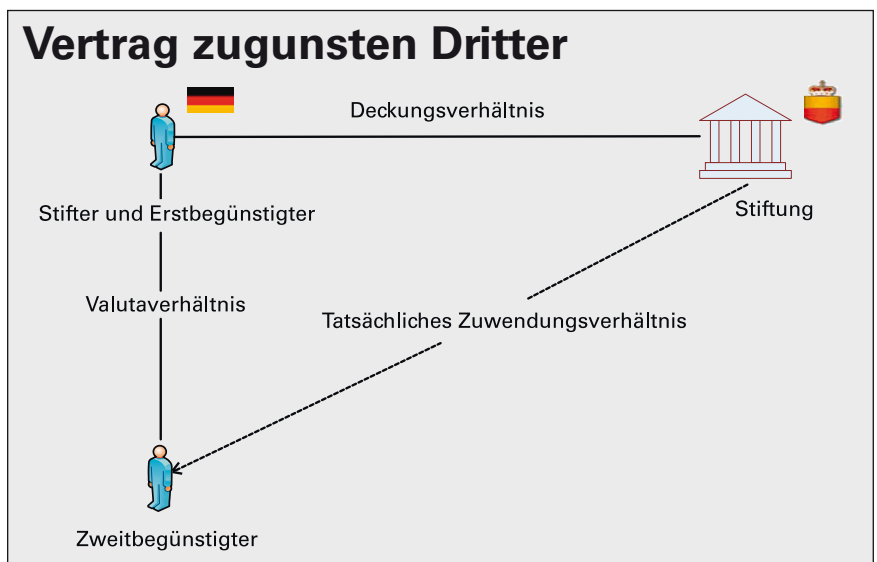 Vertrag zugunsten Dritter
Deckungsverhältnis
Stifter und Erstbegünstigter
Stiftung
Valutaverhältnis
Tatsächliches Zuwendungsverhältnis
Zweitbegünstigter